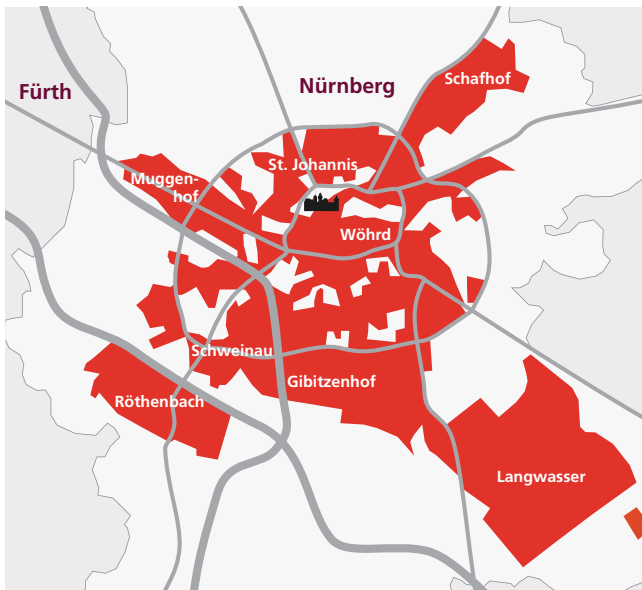 Fürth
Nürnberg
Schafhof
St. Johannis
Muggen-
hof
Wöhrd
Schweinau
Gibitzenhof
Röthenbach
Langwasser